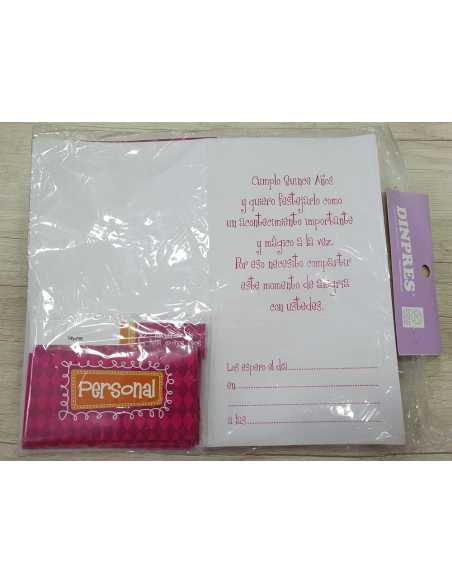 Cumplo Quince Años
y quiero festejarlo como
un acontecimiento importante
y mágico a la vez.
Por eso necesito compartir
este momento de alegría
con ustedes.
Los espero el día
en
a las
Personal
DINPRES